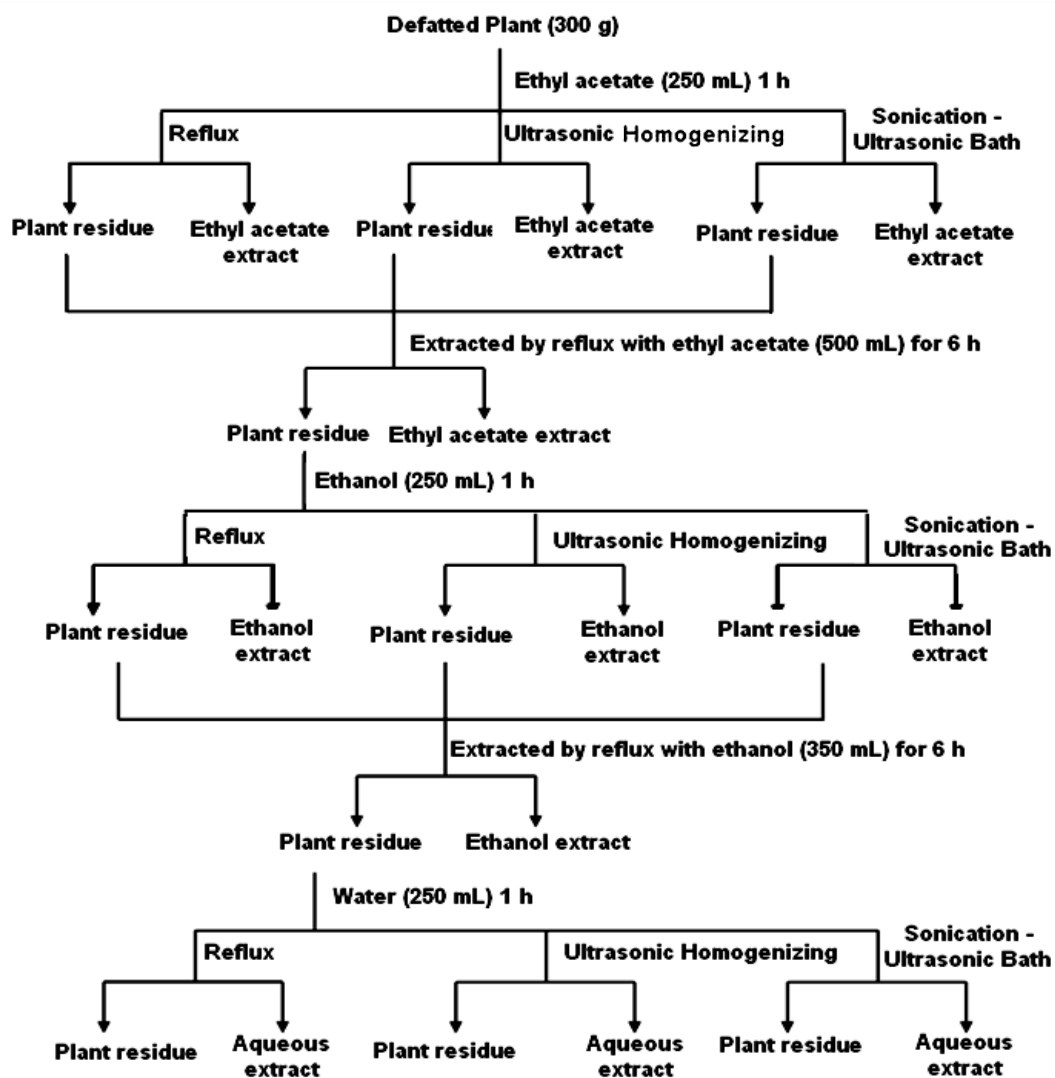 Defatted Plant (300 g)
Ethyl acetate (250 mL) 1 h
Reflux
Ultrasonic Homogenizing
Sonication -
Ultrasonic Bath
Plant residue
Ethyl acetate
extract
Plant residue
Ethyl acetate
extract
Plant residue
Ethyl acetate
extract
Extracted by reflux with ethyl acetate (500 mL) for 6 h
Plant residue
Ethyl acetate extract
Ethanol (250 mL) 1 h
Reflux
Ultrasonic Homogenizing
Sonication -
Ultrasonic Bath
Plant residue
Ethanol
extract
Plant residue
Ethanol
extract
Plant residue
Ethanol
extract
Extracted by reflux with ethanol (350 mL) for 6 h
Plant residue
Ethanol extract
Water (250 mL) 1 h
Reflux
Ultrasonic Homogenizing
Sonication -
Ultrasonic Bath
Plant residue
Aqueous
extract
Plant residue
Aqueous
extract
Plant residue
Aqueous
extract